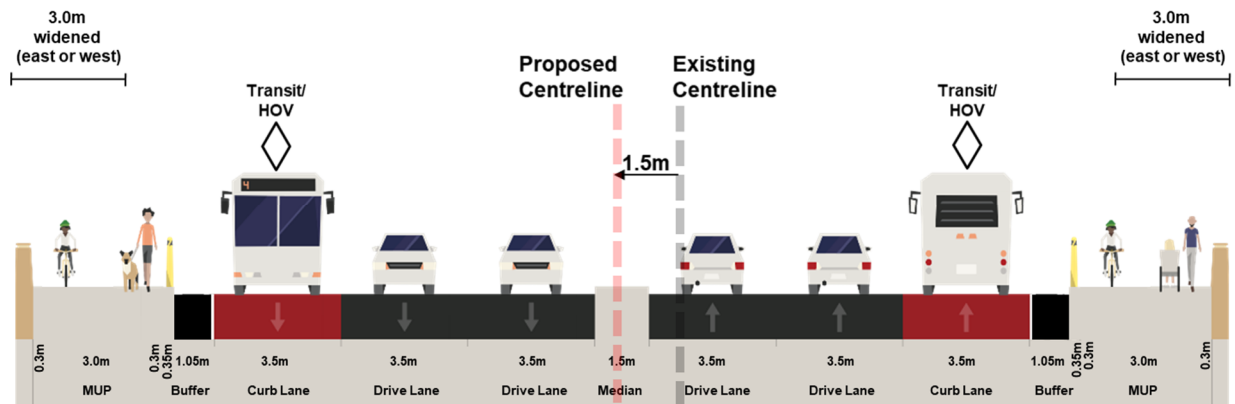 3.0m
widened
(east or west)
Proposed
Centreline
Existing
Centreline
3.0m
widened
(east or west)
Transit/
HOV
Transit/
HOV
1.5m
4
0.3m
3.0m
0.3m
0.35m
1.05m
3.5m
3.5m
3.5m
1.5m
3.5m
3.5m
3.5m
1.05m
0.35m
0.3m
3.0m
0.3m
MUP
Buffer
Curb Lane
Drive Lane
Drive Lane
Median
Drive Lane
Drive Lane
Curb Lane
Buffer
MUP